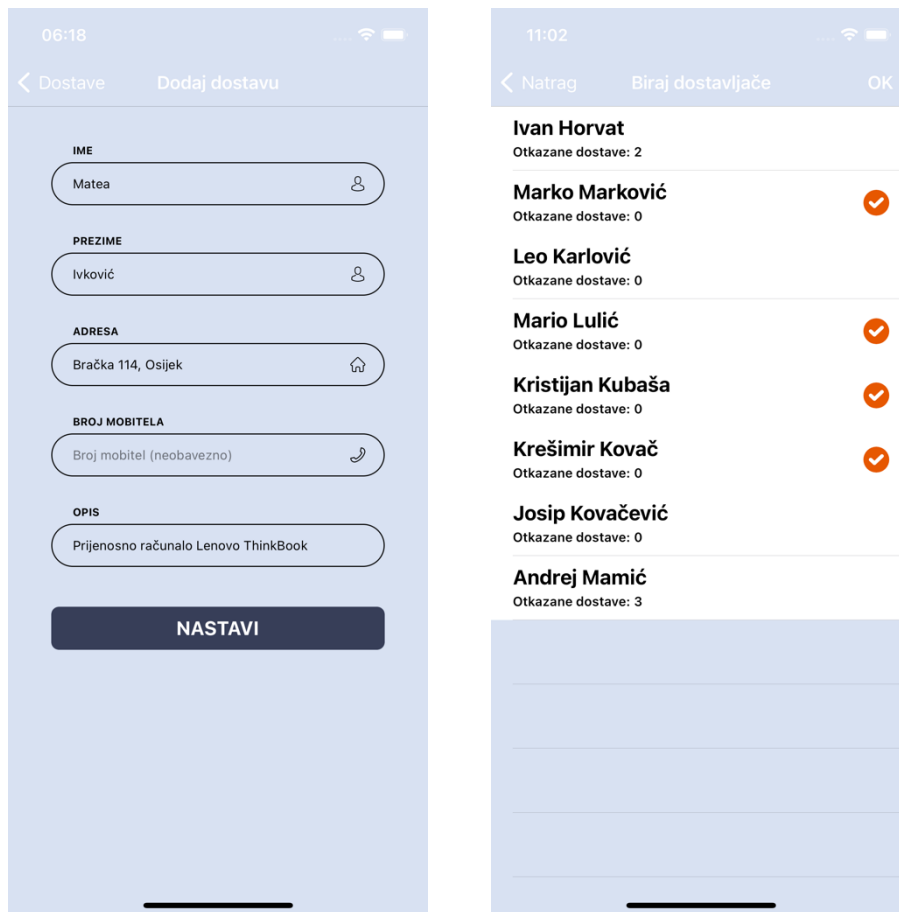 06:18
Dostave Dodaj dostavu
IME
Matea
PREZIME
Ivković
ADRESA
Bračka 114, Osijek
BROJ MOBITELA
Broj mobitel (neobavezno)
OPIS
Prijenosno računalo Lenovo ThinkBook
NASTAVI
11:02
Natrag Biraj dostavljače OK
Ivan Horvat
Otkazane dostave: 2
Marko Marković
Otkazane dostave: 0
Leo Karlović
Otkazane dostave: 0
Mario Lulić
Otkazane dostave: 0
Kristijan Kubaša
Otkazane dostave: 0
Krešimir Kovač
Otkazane dostave: 0
Josip Kovačević
Otkazane dostave: 0
Andrej Mamić
Otkazane dostave: 3